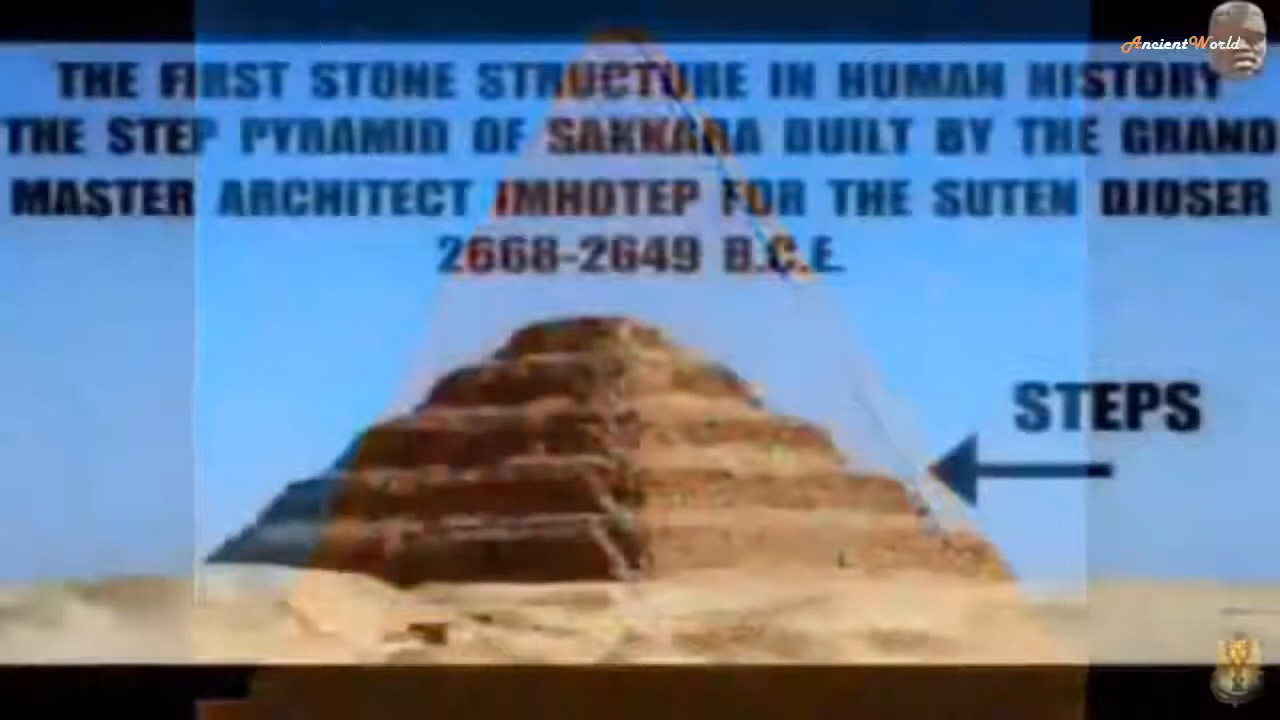 AncientWorld
THE FIRST STONE STRUCTURE IN HUMAN HISTORY
THE STEP PYRAMID OF SAKKARA BUILT BY THE GRAND
MASTER ARCHITECT IMHOTEP FOR THE SUTEN DJOSER
2668-2649 B.C.E.
STEPS